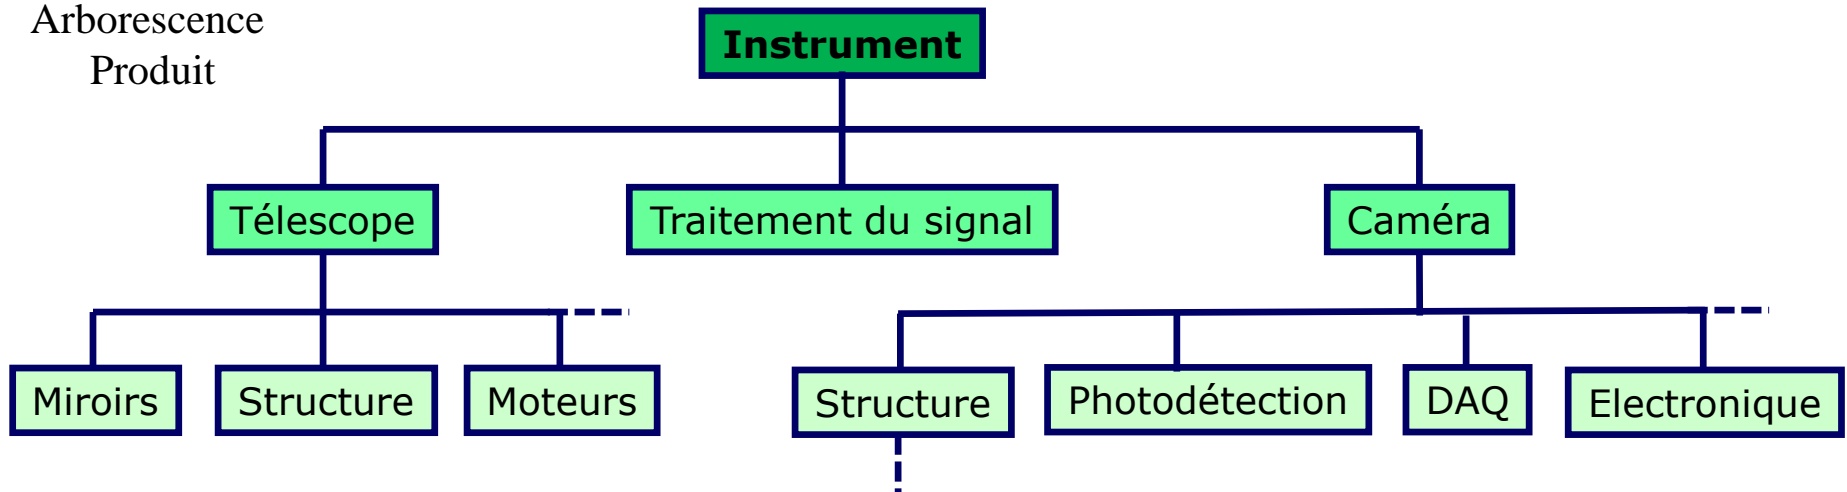 Arborescence
Produit
Instrument
Télescope
Traitement du signal
Caméra
Miroirs
Structure
Moteurs
Structure
Photodétection
DAQ
Electronique